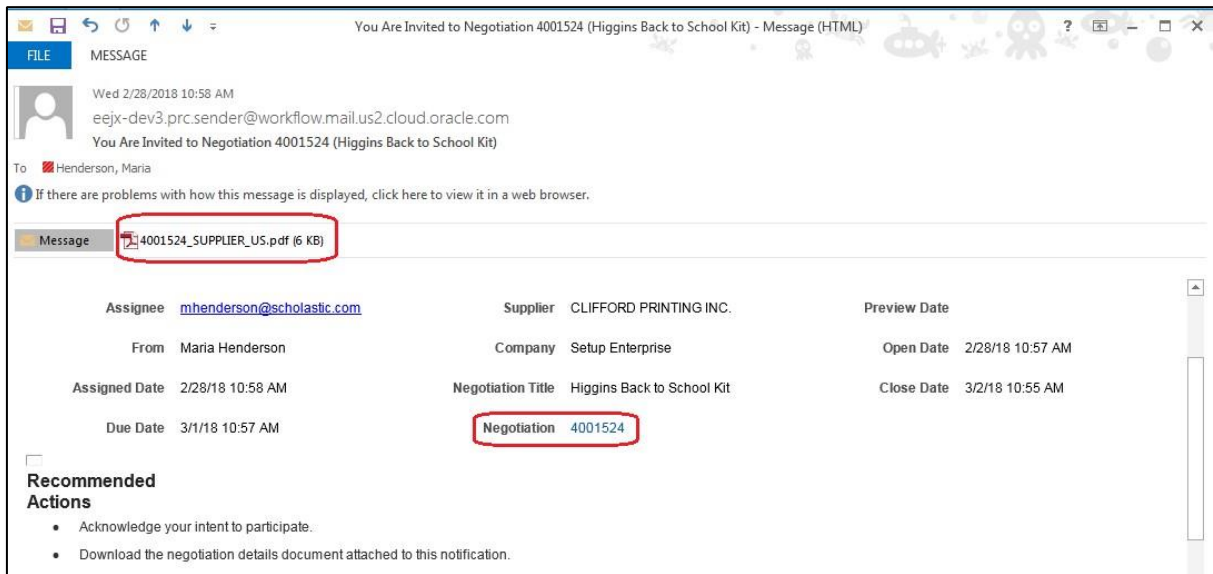 You Are Invited to Negotiation 4001524 (Higgins Back to School Kit) - Message (HTML)
?
FILE MESSAGE
Wed 2/28/2018 10:58 AM
eejx-dev3.prc.sender@workflow.mail.us2.cloud.oracle.com
You Are Invited to Negotiation 4001524 (Higgins Back to School Kit)
To Henderson, Maria
If there are problems with how this message is displayed, click here to view it in a web browser.
Message 4001524_SUPPLIER_US.pdf (6 KB)
Assignee mhenderson@scholastic.com Supplier CLIFFORD PRINTING INC. Preview Date
From Maria Henderson Company Setup Enterprise Open Date 2/28/18 10:57 AM
Assigned Date 2/28/18 10:58 AM Negotiation Title Higgins Back to School Kit Close Date 3/2/18 10:55 AM
Due Date 3/1/18 10:57 AM Negotiation 4001524
Recommended
Actions
• Acknowledge your intent to participate.
• Download the negotiation details document attached to this notification.